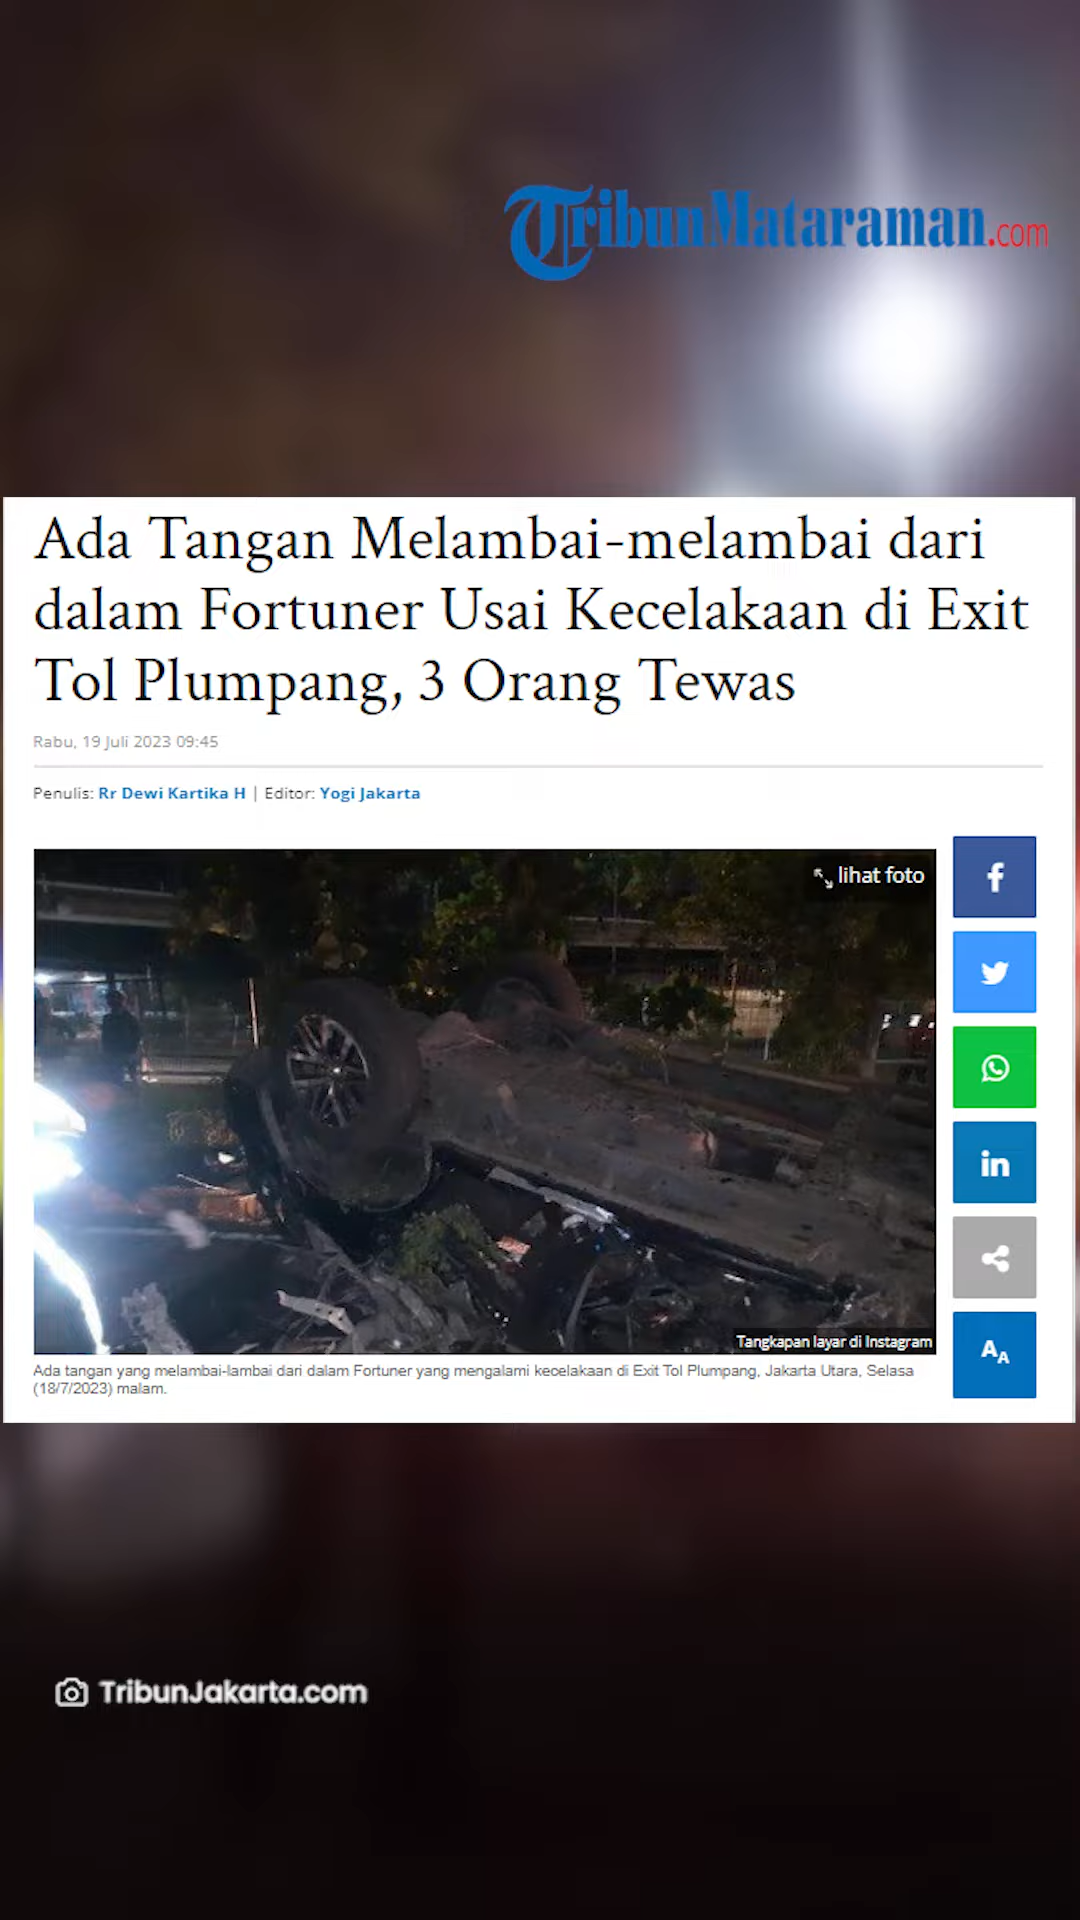 TribunMataraman.com
Ada Tangan Melambai-melambai dari
dalam Fortuner Usai Kecelakaan di Exit
Tol Plumpang, 3 Orang Tewas
Rabu, 19 Juli 2023 09:45
Penulis: Rr Dewi Kartika H | Editor: Yogi Jakarta
lihat foto
Tangkapan layar di Instagram
AA
Ada tangan yang melambai-lambai dari dalam Fortuner yang mengalami kecelakaan di Exit Tol Plumpang, Jakarta Utara, Selasa
(18/7/2023) malam.
TribunJakarta.com